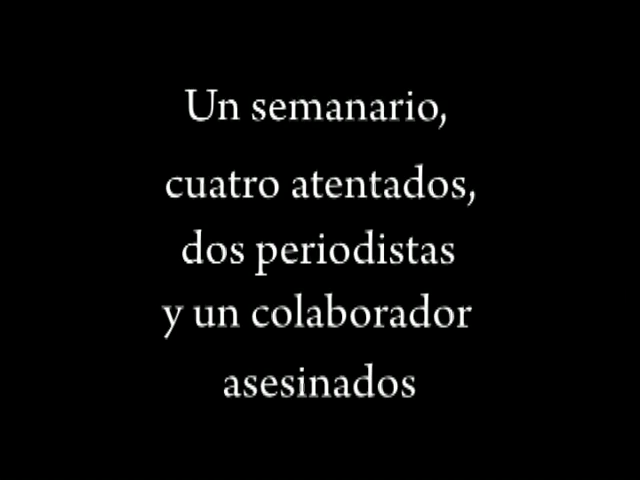 Un semanario,
cuatro atentados,
dos periodistas
y un colaborador
asesinados